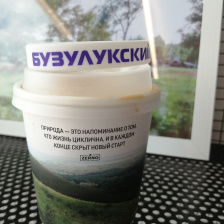 БУЗУЛУКСКИ
ПРИРОДА — ЭТО НАПОМИНАНИЕ О ТОМ,
ЧТО ЖИЗНЬ ЦИКЛИЧНА, И В КАЖДОМ
КОНЦЕ СКРЫТ НОВЫЙ СТАРТ